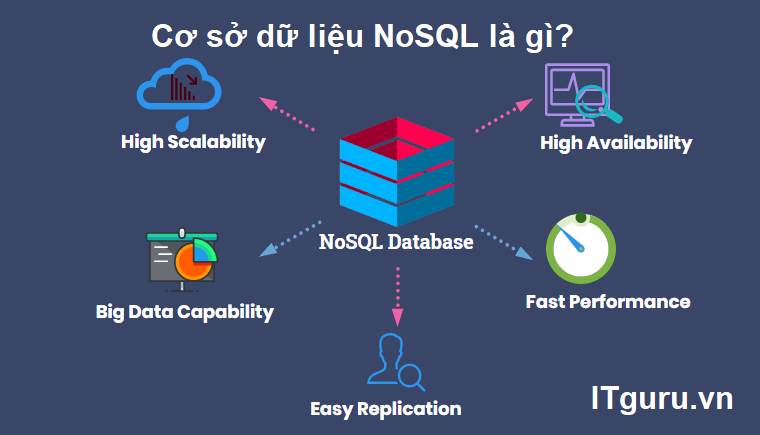 Cơ sở dữ liệu NoSQL là gì?
High Scalability
High Availability
NoSQL Database
Big Data Capability
Fast Performance
Easy Replication
ITguru.vn